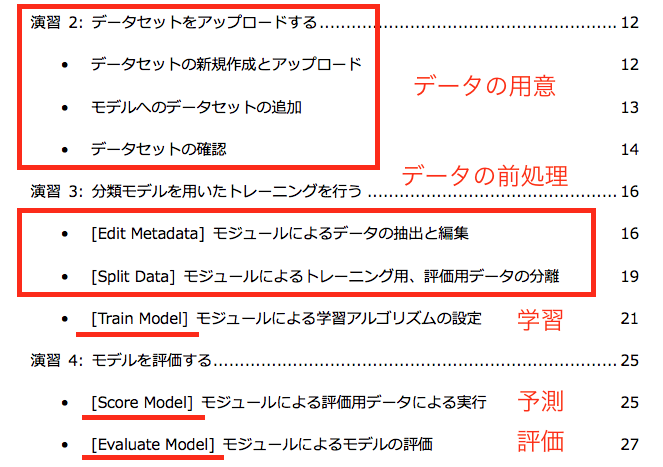 演習 2: データセットをアップロードする ........................................................ 12
• データセットの新規作成とアップロード 12
データの用意
• モデルへのデータセットの追加 13
• データセットの確認 14
データの前処理
演習 3: 分類モデルを用いたトレーニングを行う ............................................... 16
• [Edit Metadata] モジュールによるデータの抽出と編集 16
• [Split Data] モジュールによるトレーニング用、評価用データの分離 19
• [Train Model] モジュールによる学習アルゴリズムの設定 学習 21
演習 4: モデルを評価する ........................................................................ 25
• [Score Model] モジュールによる評価用データによる実行 予測 25
• [Evaluate Model] モジュールによるモデルの評価 評価 27